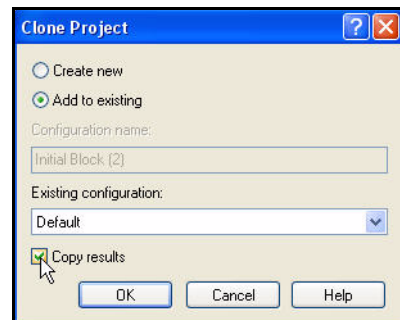 Clone Project
Create new
Add to existing
Configuration name:
Initial Block (2)
Existing configuration:
Default
Copy results
OK Cancel Help